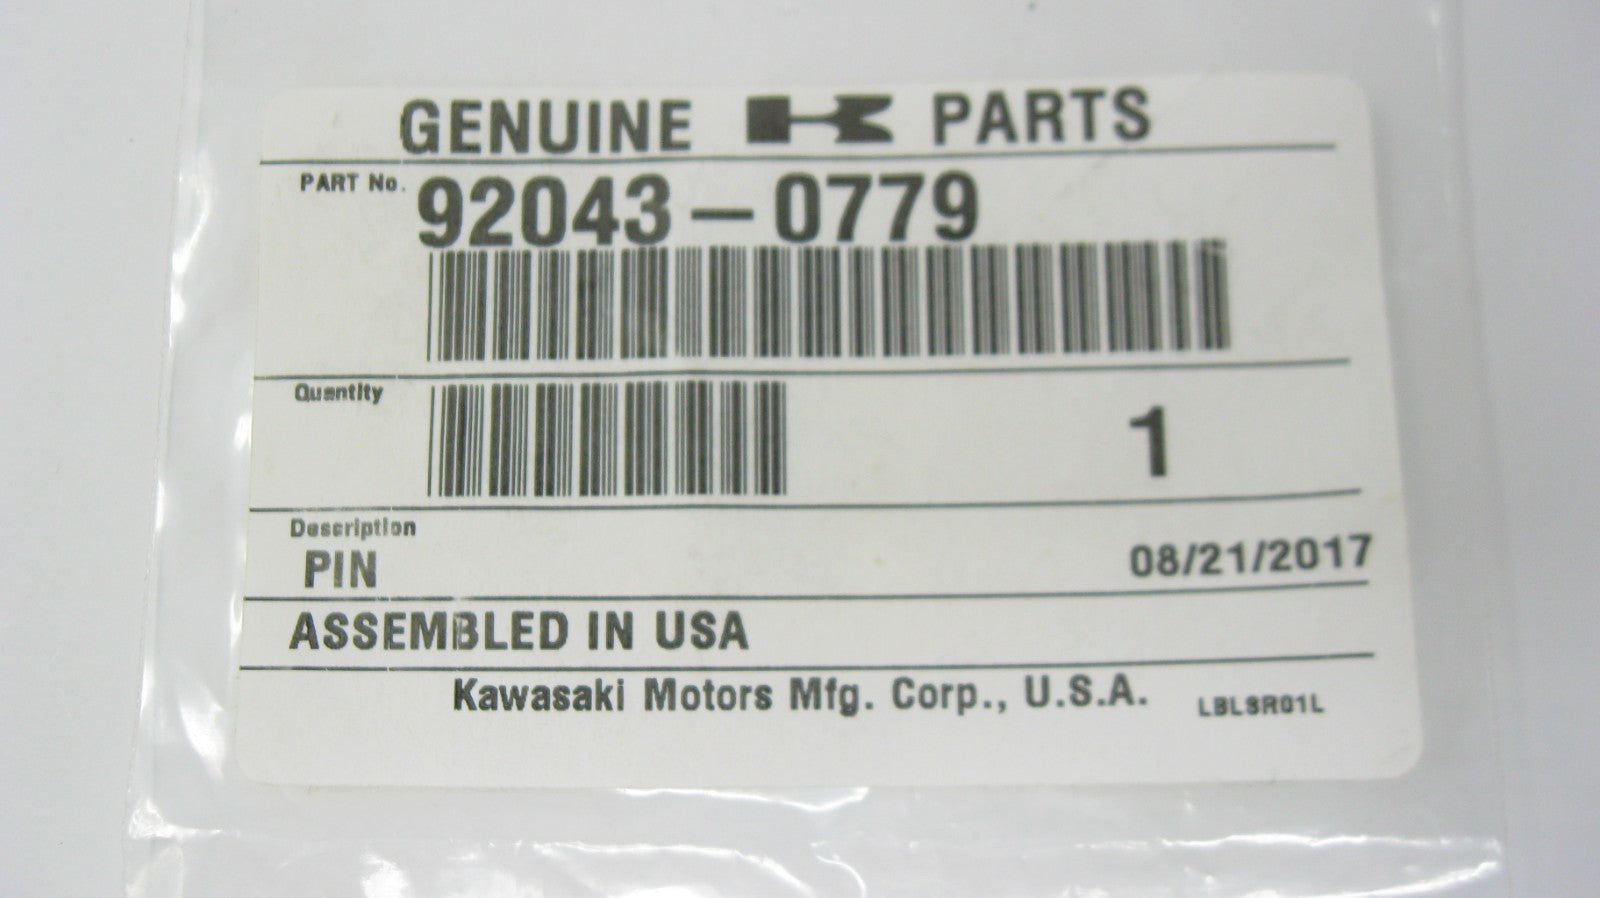 GENUINE K PARTS
PART No. 92043-0779
Quantity 1
Description
PIN 08/21/2017
ASSEMBLED IN USA
Kawasaki Motors Mfg. Corp., U.S.A. LBLSR01L